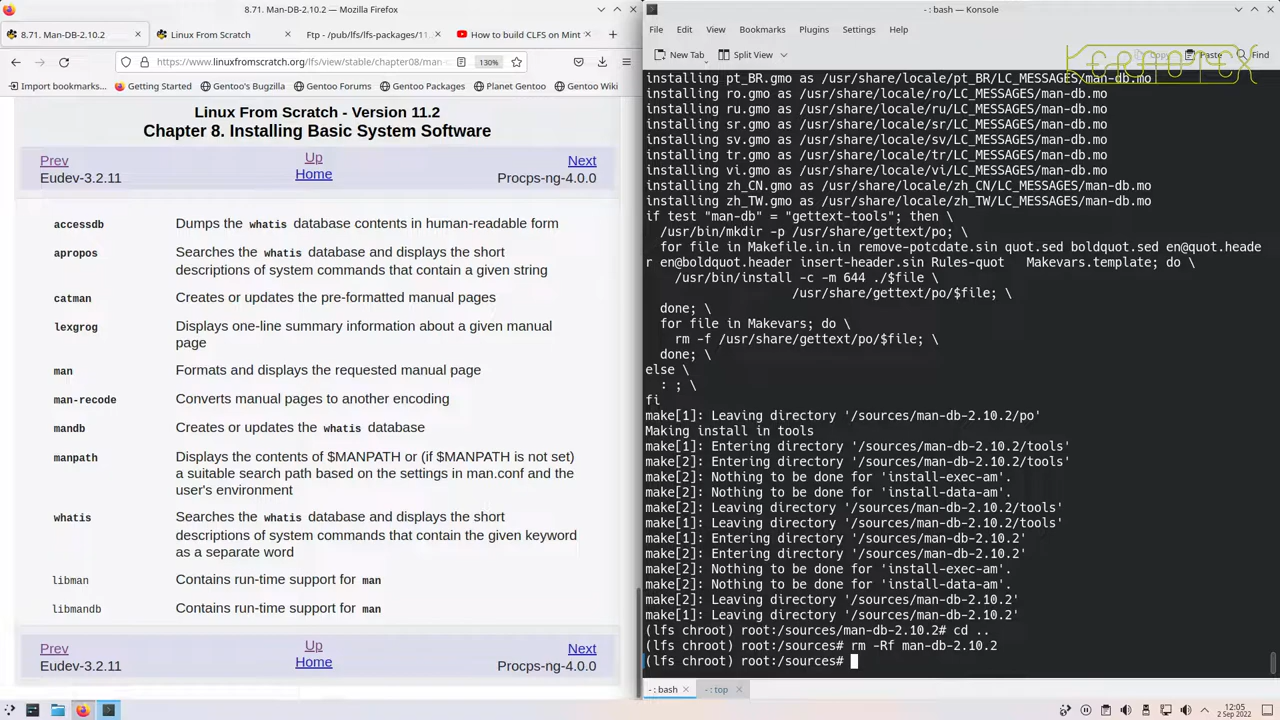 8.71. Man-DB-2.10.2 — Mozilla Firefox
8.71. Man-DB-2.10.2
Linux From Scratch
Ftp - /pub/lfs/lfs-packages/11.
How to build CLFS on Mint
https://www.linuxfromscratch.org/lfs/view/stable/chapter08/man-
130%
Import bookmarks...
Getting Started
Gentoo's Bugzilla
Gentoo Forums
Gentoo Packages
Planet Gentoo
Gentoo Wiki
Linux From Scratch - Version 11.2
Chapter 8. Installing Basic System Software
Prev
Up
Next
Eudev-3.2.11
Home
Procps-ng-4.0.0
accessdb
Dumps the whatis database contents in human-readable form
apropos
Searches the whatis database and displays the short
descriptions of system commands that contain a given string
catman
Creates or updates the pre-formatted manual pages
lexgrog
Displays one-line summary information about a given manual
page
man
Formats and displays the requested manual page
man-recode
Converts manual pages to another encoding
mandb
Creates or updates the whatis database
manpath
Displays the contents of $MANPATH or (if $MANPATH is not set)
a suitable search path based on the settings in man.conf and the
user's environment
whatis
Searches the whatis database and displays the short
descriptions of system commands that contain the given keyword
as a separate word
libman
Contains run-time support for man
libmandb
Contains run-time support for man
Prev
Up
Next
Eudev-3.2.11
Home
Procps-ng-4.0.0
- : bash — Konsole
File Edit View Bookmarks Plugins Settings Help
New Tab
Split View
Copy
Paste
Find
KERNOTEX
installing pt_BR.gmo as /usr/share/locale/pt_BR/LC_MESSAGES/man-db.mo
installing ro.gmo as /usr/share/locale/ro/LC_MESSAGES/man-db.mo
installing ru.gmo as /usr/share/locale/ru/LC_MESSAGES/man-db.mo
installing sr.gmo as /usr/share/locale/sr/LC_MESSAGES/man-db.mo
installing sv.gmo as /usr/share/locale/sv/LC_MESSAGES/man-db.mo
installing tr.gmo as /usr/share/locale/tr/LC_MESSAGES/man-db.mo
installing vi.gmo as /usr/share/locale/vi/LC_MESSAGES/man-db.mo
installing zh_CN.gmo as /usr/share/locale/zh_CN/LC_MESSAGES/man-db.mo
installing zh_TW.gmo as /usr/share/locale/zh_TW/LC_MESSAGES/man-db.mo
if test "man-db" = "gettext-tools"; then \
/usr/bin/mkdir -p /usr/share/gettext/po; \
for file in Makefile.in.in remove-potcdate.sin quot.sed boldquot.sed en@quot.heade
r en@boldquot.header insert-header.sin Rules-quot Makevars.template; do \
/usr/bin/install -c -m 644 ./$file \
/usr/share/gettext/po/$file; \
done; \
for file in Makevars; do \
rm -f /usr/share/gettext/po/$file; \
done; \
else \
: ; \
fi
make[1]: Leaving directory '/sources/man-db-2.10.2/po'
Making install in tools
make[1]: Entering directory '/sources/man-db-2.10.2/tools'
make[2]: Entering directory '/sources/man-db-2.10.2/tools'
make[2]: Nothing to be done for 'install-exec-am'.
make[2]: Nothing to be done for 'install-data-am'.
make[2]: Leaving directory '/sources/man-db-2.10.2/tools'
make[1]: Leaving directory '/sources/man-db-2.10.2/tools'
make[1]: Entering directory '/sources/man-db-2.10.2'
make[2]: Entering directory '/sources/man-db-2.10.2'
make[2]: Nothing to be done for 'install-exec-am'.
make[2]: Nothing to be done for 'install-data-am'.
make[2]: Leaving directory '/sources/man-db-2.10.2'
make[1]: Leaving directory '/sources/man-db-2.10.2'
(lfs chroot) root:/sources/man-db-2.10.2# cd ..
(lfs chroot) root:/sources# rm -Rf man-db-2.10.2
(lfs chroot) root:/sources#
- : bash
- : top
12:05
2 Sep 2022